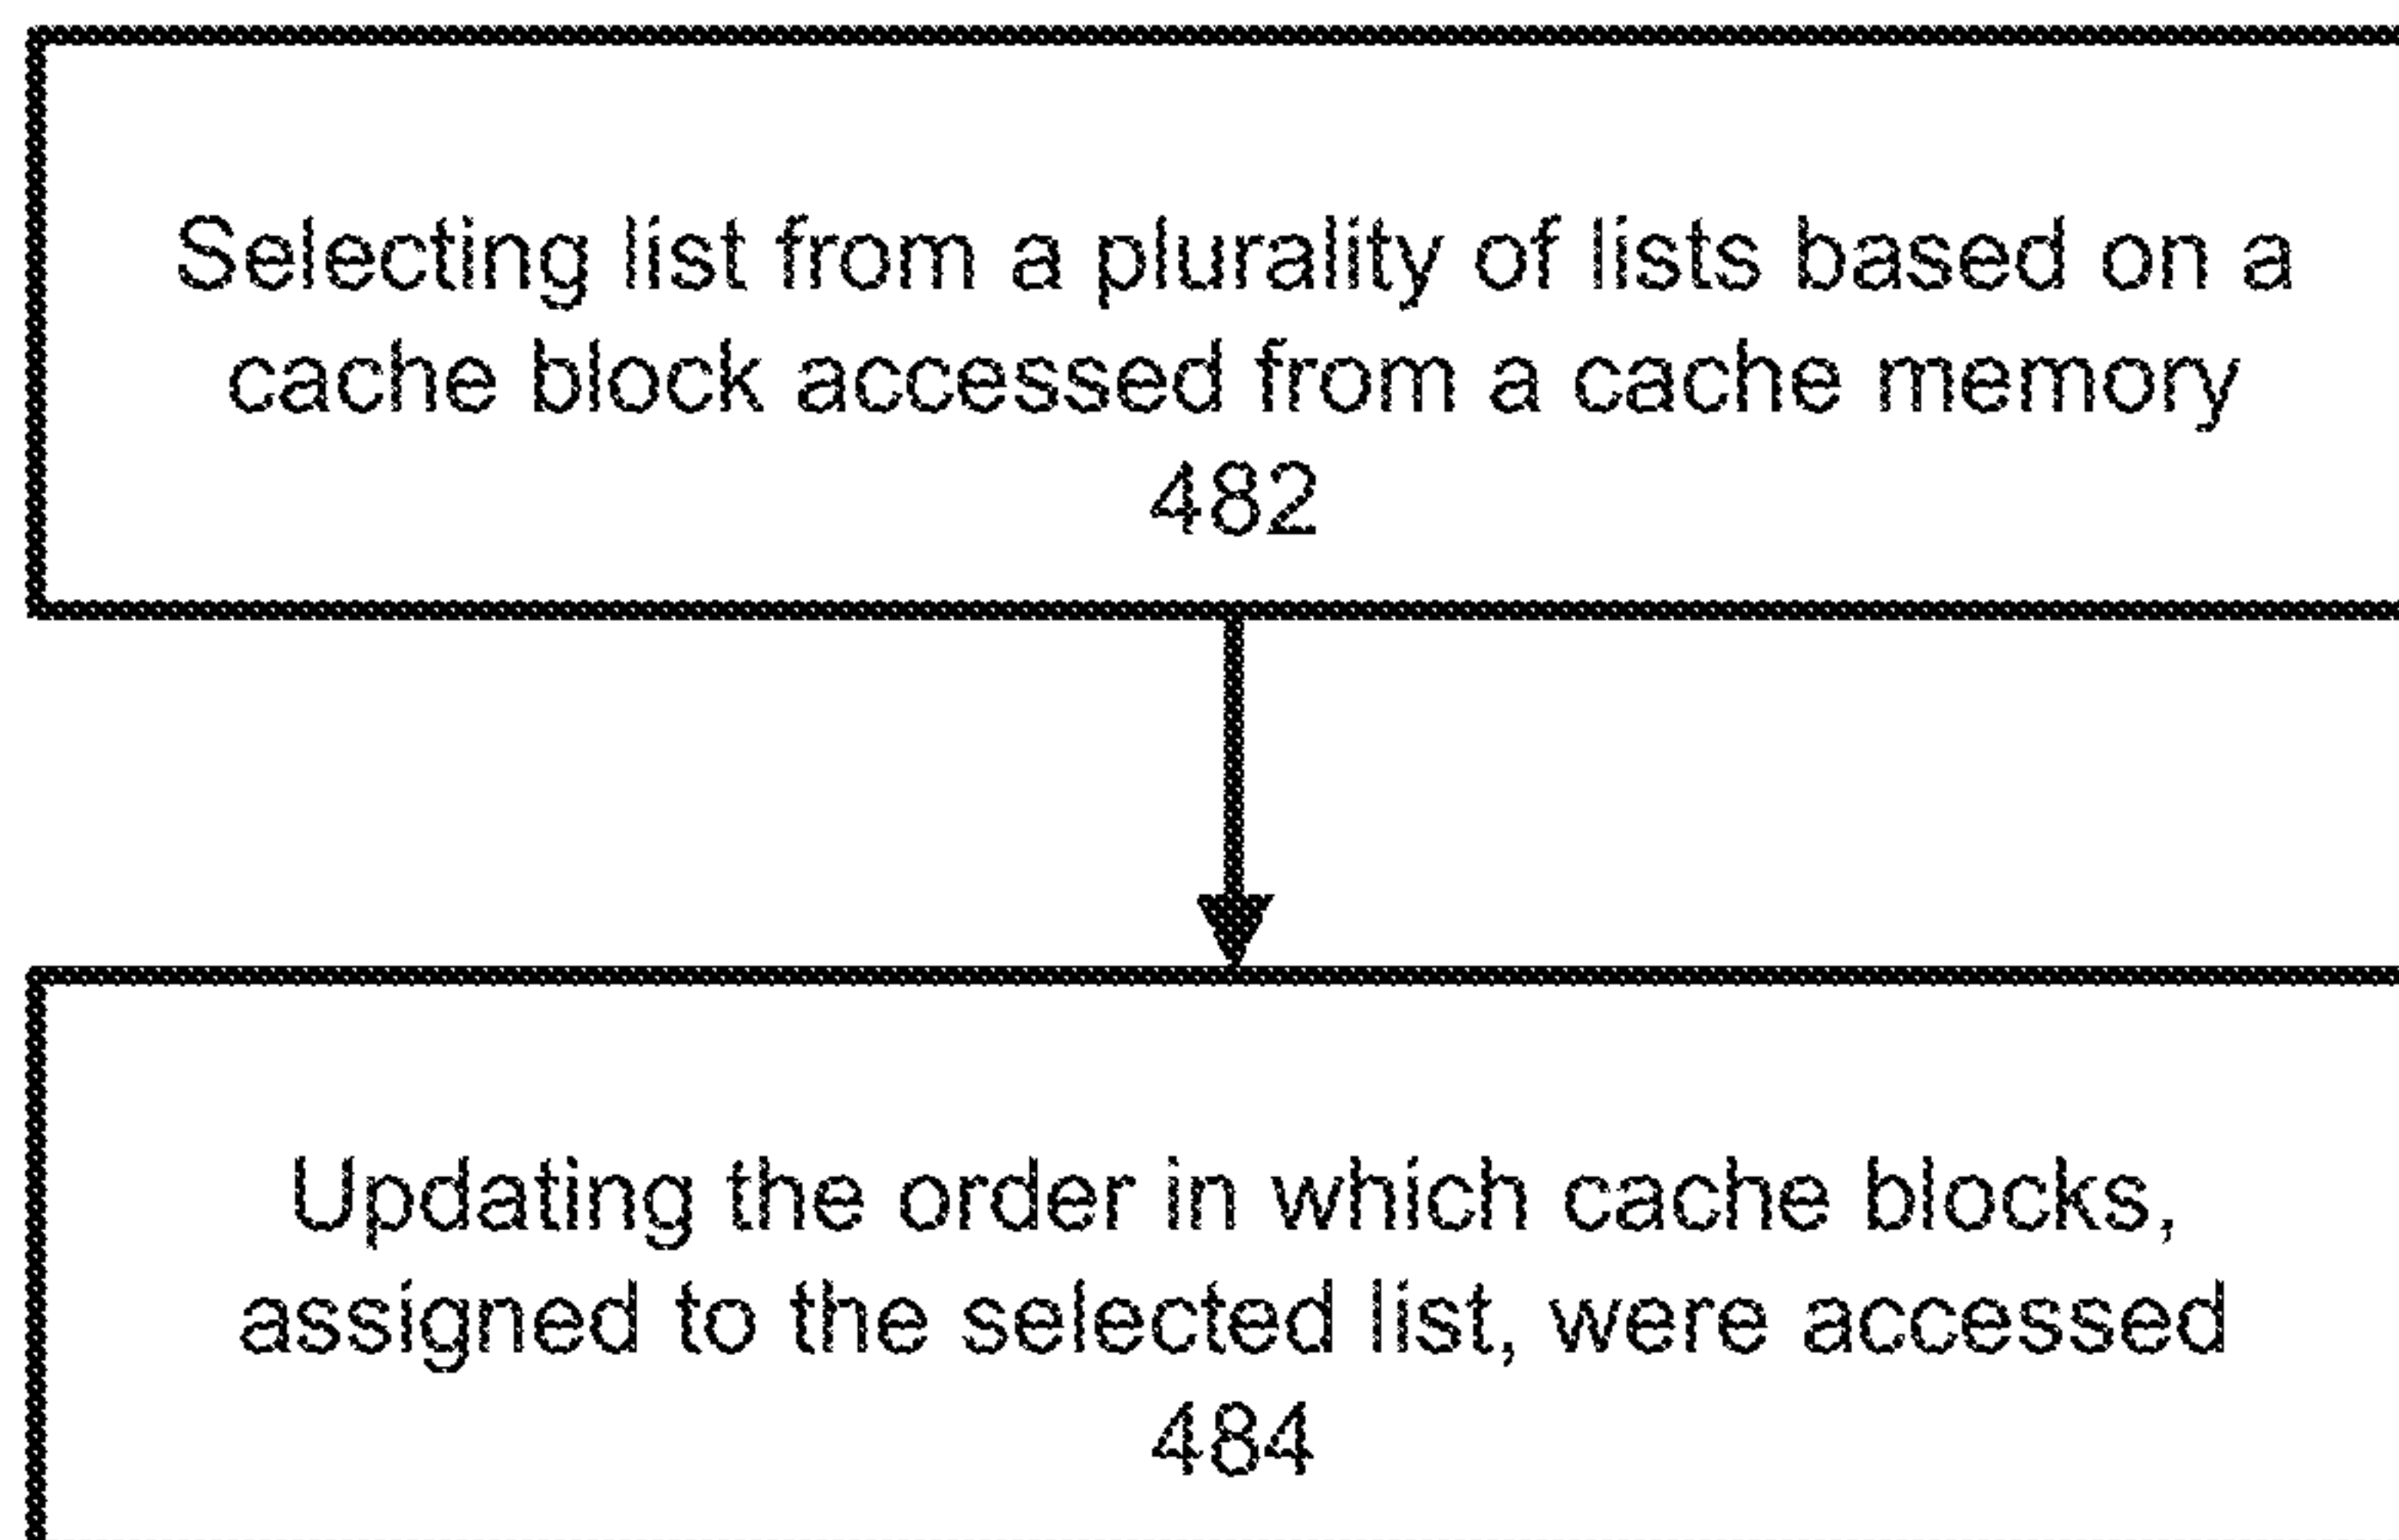 Selecting list from a plurality of lists based on a
cache block accessed from a cache memory
482
Updating the order in which cache blocks,
assigned to the selected list, were accessed
484